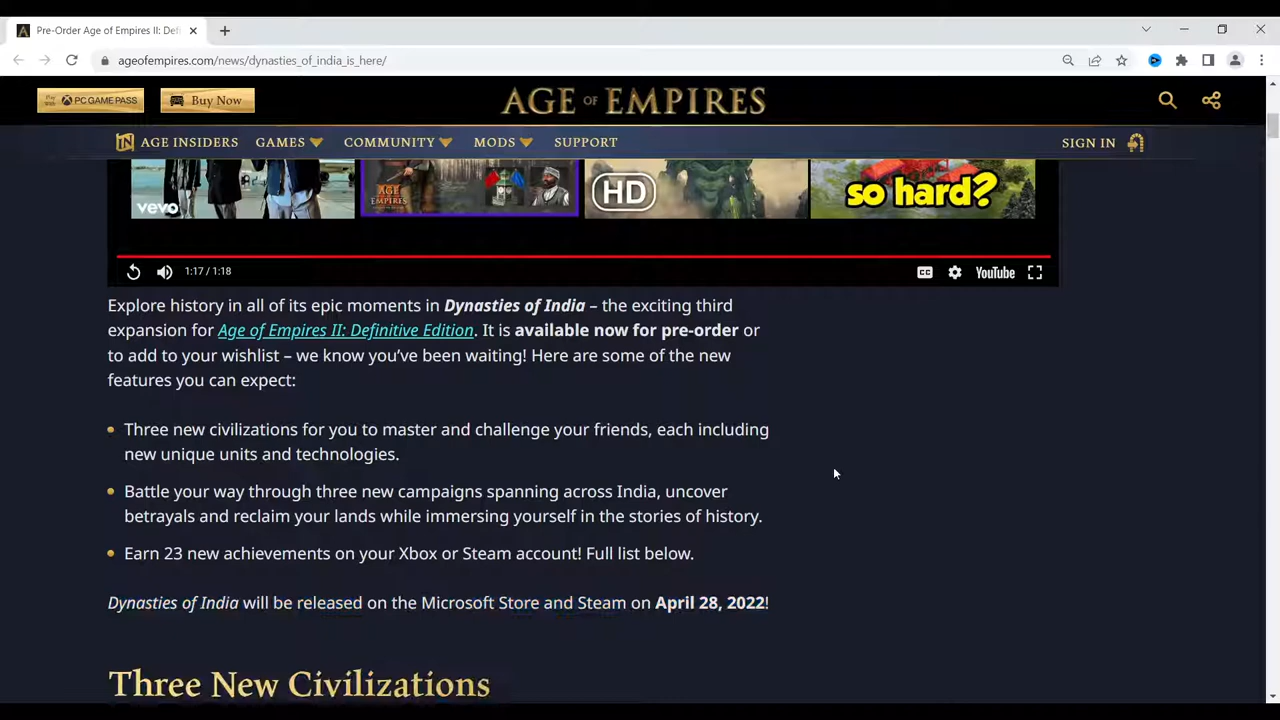 Pre-Order Age of Empires II: Defi
ageofempires.com/news/dynasties_of_india_is_here/
Play With PC GAME PASS
Buy Now
AGE OF EMPIRES
AGE INSIDERS GAMES COMMUNITY MODS SUPPORT SIGN IN
vevo
AGE EMPIRES
HD
so hard?
1:17 / 1:18
CC
YouTube
Explore history in all of its epic moments in Dynasties of India – the exciting third
expansion for Age of Empires II: Definitive Edition. It is available now for pre-order or
to add to your wishlist – we know you’ve been waiting! Here are some of the new
features you can expect:
Three new civilizations for you to master and challenge your friends, each including
new unique units and technologies.
Battle your way through three new campaigns spanning across India, uncover
betrayals and reclaim your lands while immersing yourself in the stories of history.
Earn 23 new achievements on your Xbox or Steam account! Full list below.
Dynasties of India will be released on the Microsoft Store and Steam on April 28, 2022!
Three New Civilizations